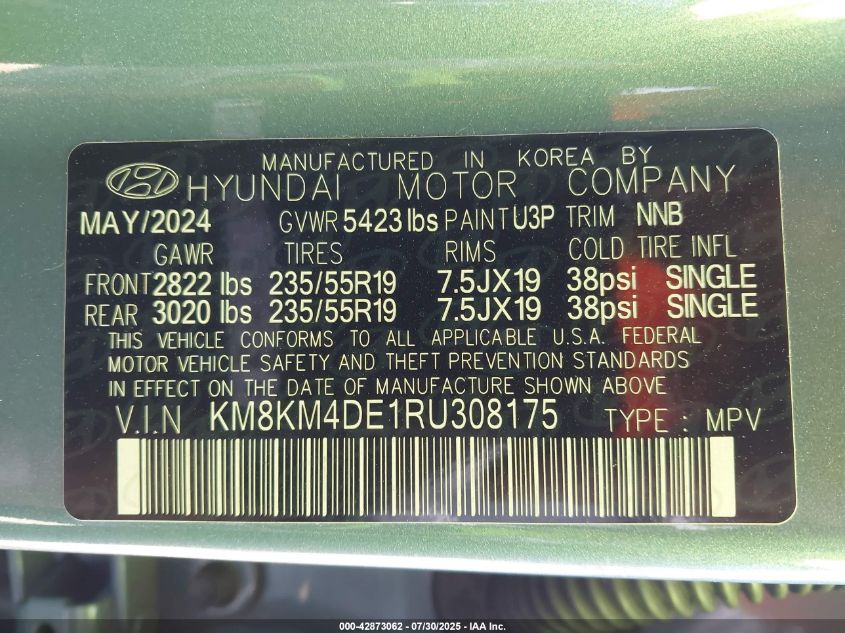 MANUFACTURED IN KOREA BY
HYUNDAI MOTOR COMPANY
MAY/2024 GVWR 5423 lbs PAINT U3P TRIM NNB
GAWR TIRES RIMS COLD TIRE INFL
FRONT 2822 lbs 235/55R19 7.5JX19 38psi SINGLE
REAR 3020 lbs 235/55R19 7.5JX19 38psi SINGLE
THIS VEHICLE CONFORMS TO ALL APPLICABLE U.S.A. FEDERAL
MOTOR VEHICLE SAFETY AND THEFT PREVENTION STANDARDS
IN EFFECT ON THE DATE OF MANUFACTURE SHOWN ABOVE
V.I.N KM8KM4DE1RU308175 TYPE : MPV
000-42873062 - 07/30/2025 - IAA Inc.